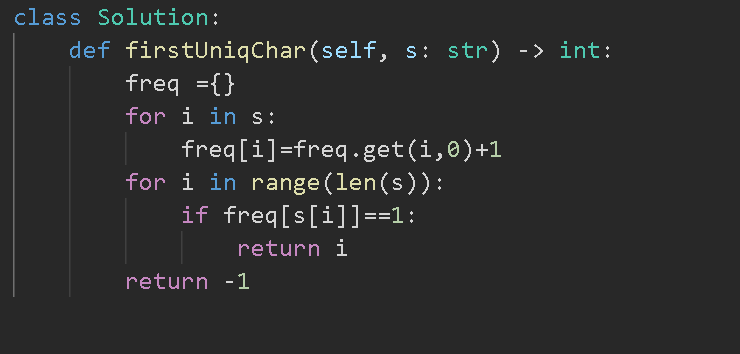 class Solution:
    def firstUniqChar(self, s: str) -> int:
        freq ={}
        for i in s:
            freq[i]=freq.get(i,0)+1
        for i in range(len(s)):
            if freq[s[i]]==1:
                return i
        return -1